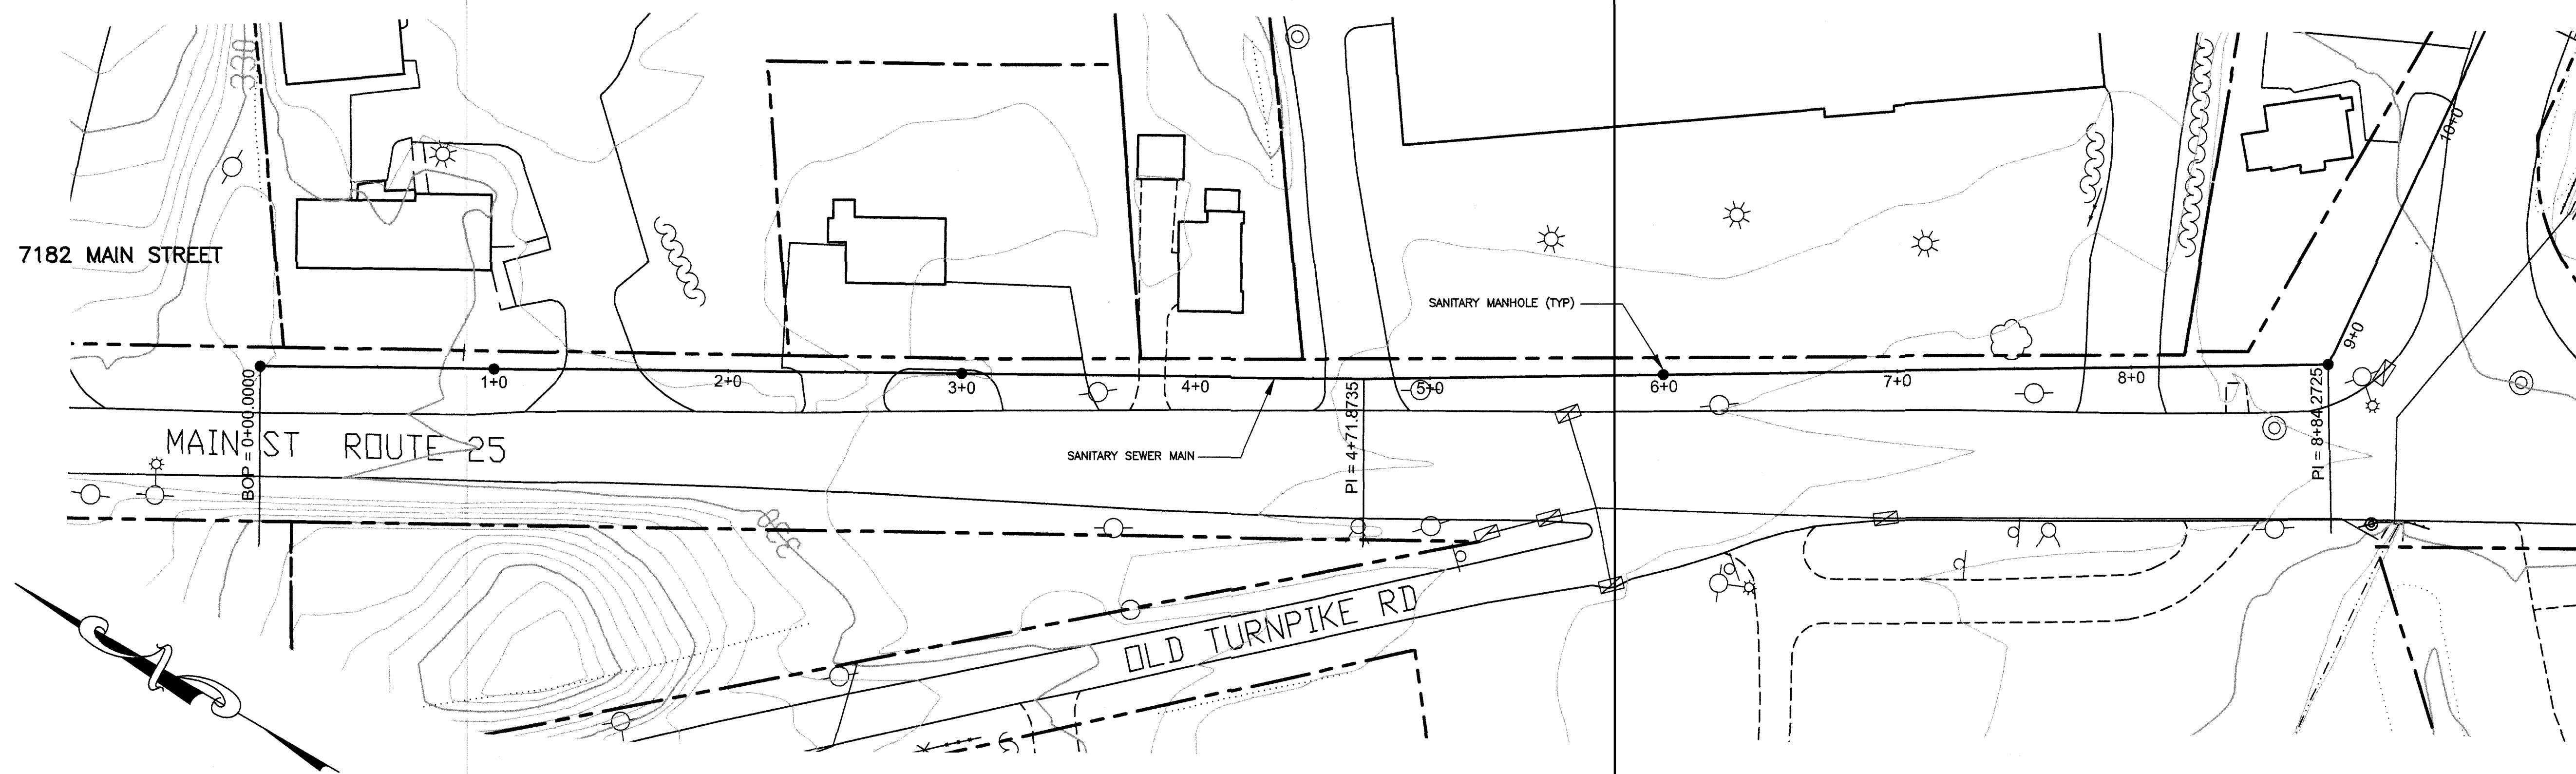 330
10+0
7182 MAIN STREET
SANITARY MANHOLE (TYP)
9+0
1+0
2+0
3+0
4+0
5+0
6+0
7+0
8+0
BOP = 0+00.0000
PI = 4+71.8735
PI = 8+84.2725
MAIN ST ROUTE 25
SANITARY SEWER MAIN
OLD TURNPIKE RD